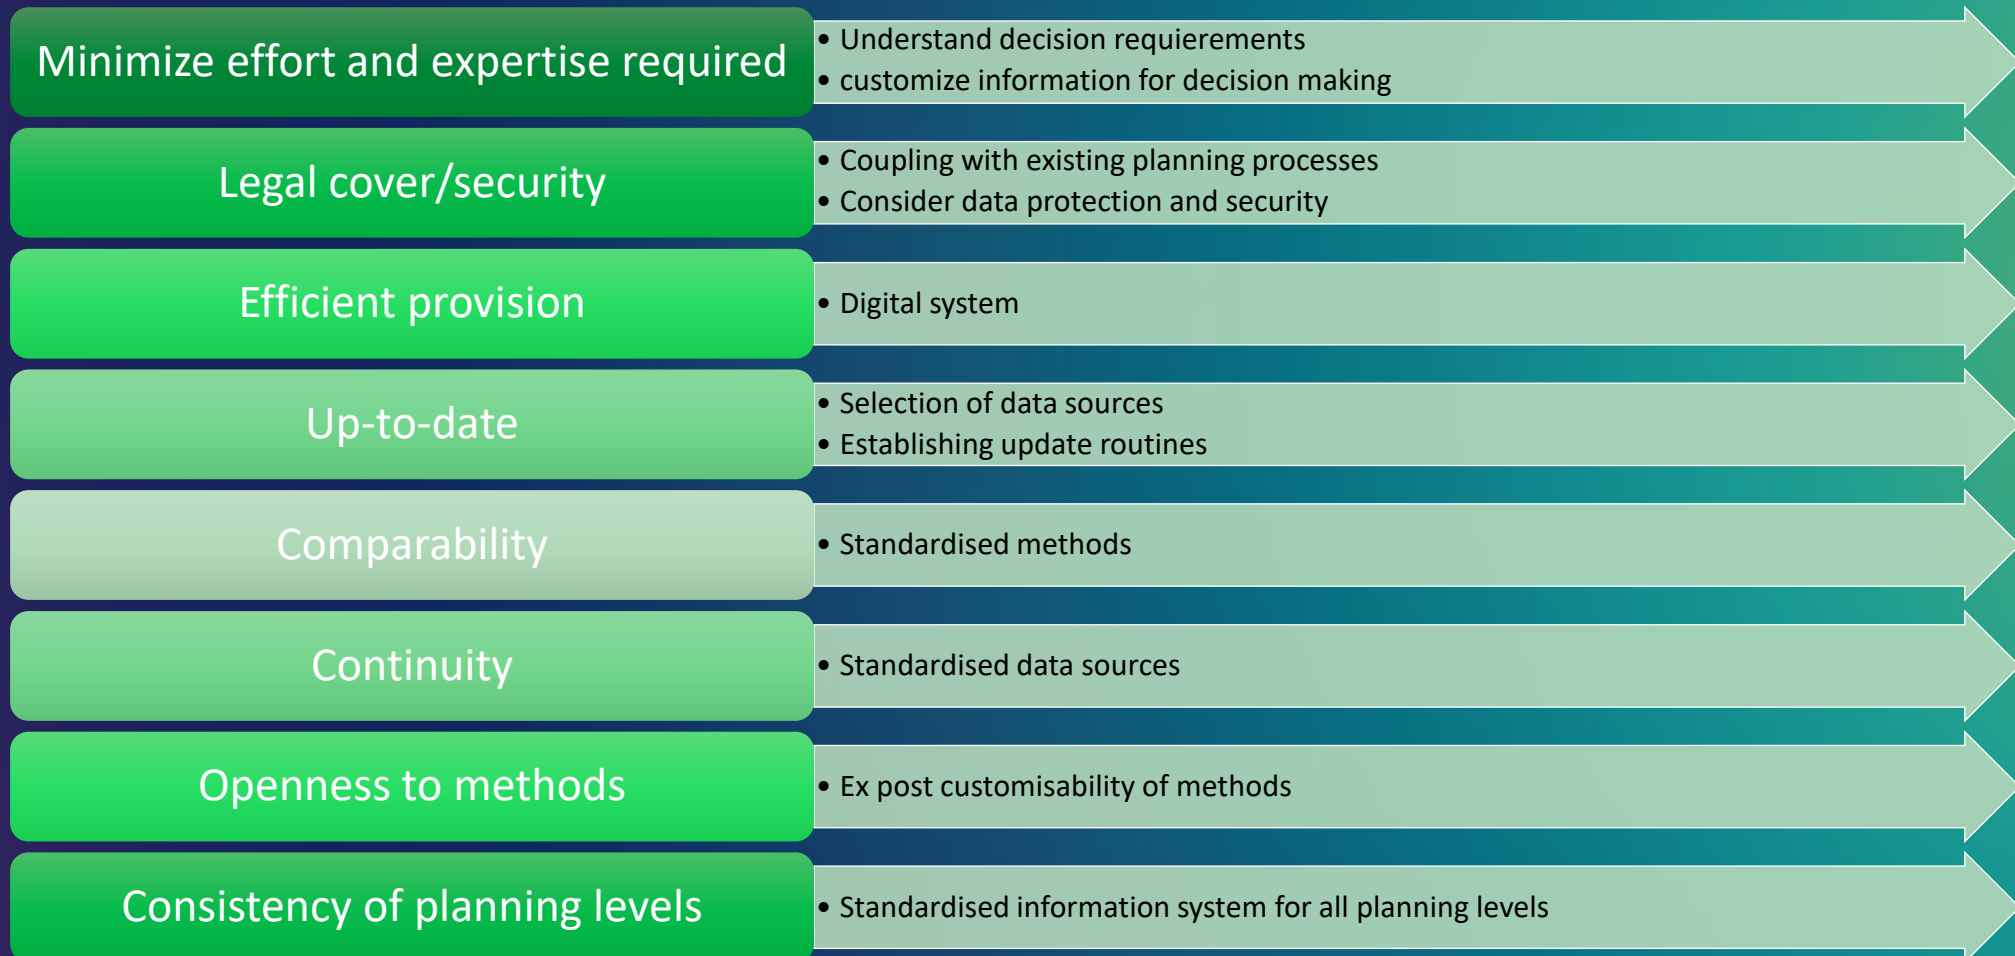 Minimize effort and expertise required
• Understand decision requierements
• customize information for decision making
Legal cover/security
• Coupling with existing planning processes
• Consider data protection and security
Efficient provision
• Digital system
Up-to-date
• Selection of data sources
• Establishing update routines
Comparability
• Standardised methods
Continuity
• Standardised data sources
Openness to methods
• Ex post customisability of methods
Consistency of planning levels
• Standardised information system for all planning levels